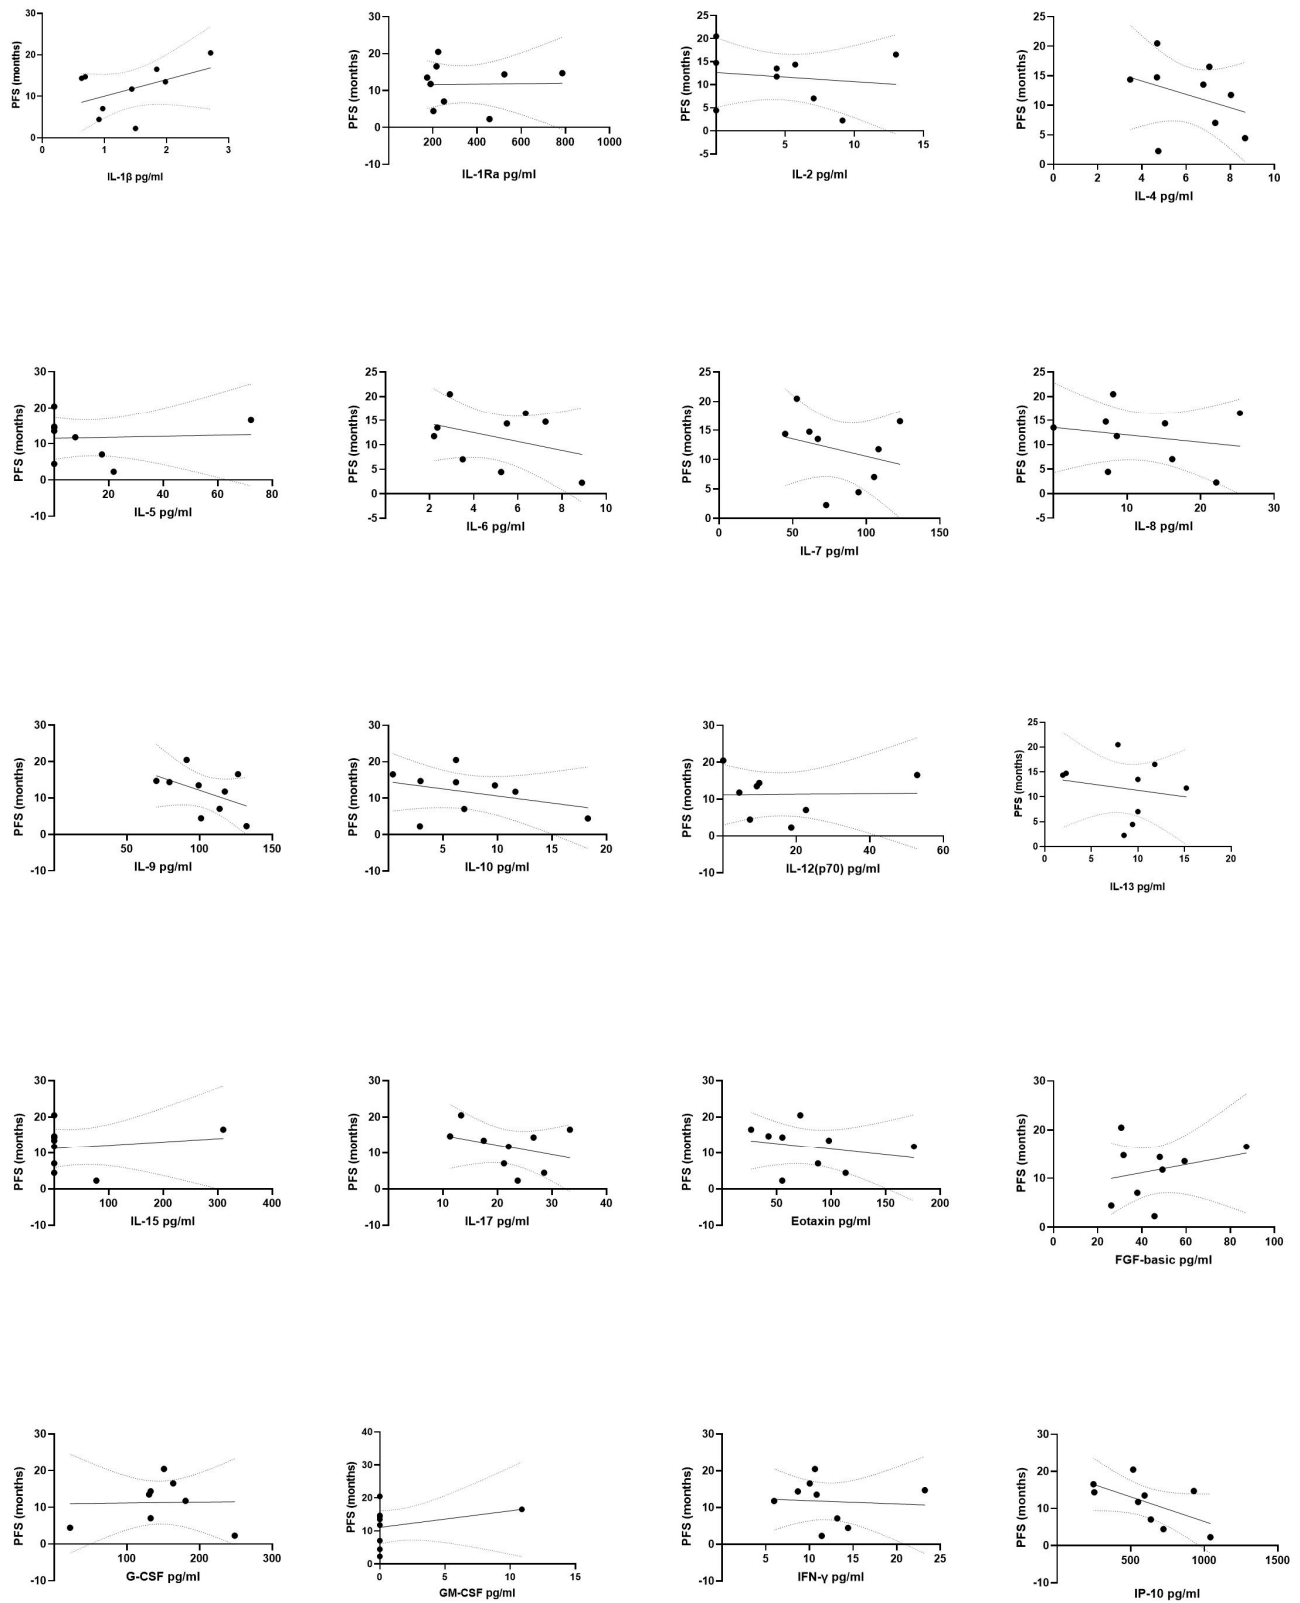 30
20
10
0
PFS (months)
0 1 2 3
IL-1β pg/ml
30
20
10
0
-10
PFS (months)
200 400 600 800 1000
IL-1Ra pg/ml
25
20
15
10
5
0
-5
PFS (months)
5 10 15
IL-2 pg/ml
25
20
15
10
5
0
PFS (months)
0 2 4 6 8 10
IL-4 pg/ml
30
20
10
0
-10
PFS (months)
20 40 60 80
IL-5 pg/ml
25
20
15
10
5
0
-5
PFS (months)
2 4 6 8 10
IL-6 pg/ml
25
20
15
10
5
0
PFS (months)
0 50 100 150
IL-7 pg/ml
25
20
15
10
5
0
-5
PFS (months)
10 20 30
IL-8 pg/ml
30
20
10
0
-10
PFS (months)
50 100 150
IL-9 pg/ml
30
20
10
0
-10
PFS (months)
5 10 15 20
IL-10 pg/ml
30
20
10
0
-10
PFS (months)
20 40 60
IL-12(p70) pg/ml
25
20
15
10
5
0
PFS (months)
0 5 10 15 20
IL-13 pg/ml
30
20
10
0
-10
PFS (months)
100 200 300 400
IL-15 pg/ml
30
20
10
0
-10
PFS (months)
10 20 30 40
IL-17 pg/ml
30
20
10
0
-10
PFS (months)
50 100 150 200
Eotaxin pg/ml
30
20
10
0
PFS (months)
0 20 40 60 80 100
FGF-basic pg/ml
30
20
10
0
-10
PFS (months)
100 200 300
G-CSF pg/ml
40
30
20
10
0
PFS (months)
0 5 10 15
GM-CSF pg/ml
30
20
10
0
-10
PFS (months)
5 10 15 20 25
IFN-γ pg/ml
30
20
10
0
-10
PFS (months)
500 1000 1500
IP-10 pg/ml